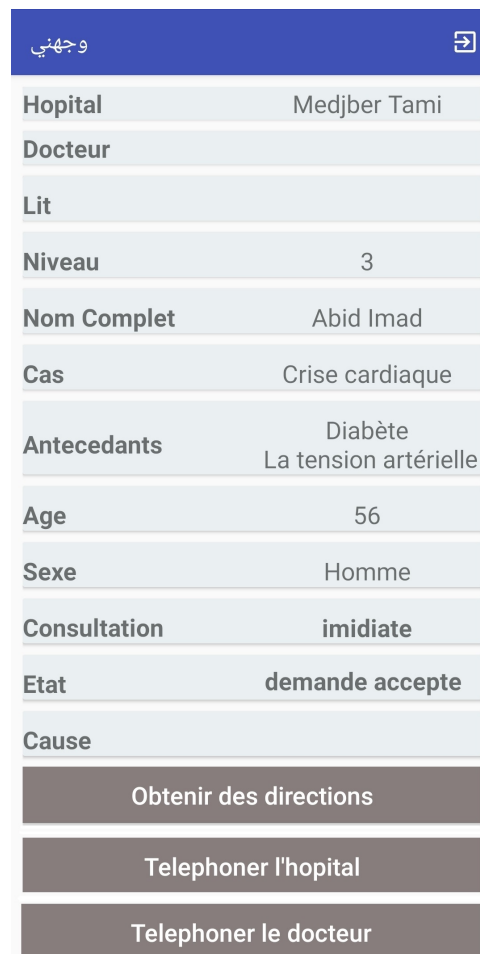 وجهني
Hopital Medjber Tami
Docteur
Lit
Niveau 3
Nom Complet Abid Imad
Cas Crise cardiaque
Antecedants Diabète
La tension artérielle
Age 56
Sexe Homme
Consultation imidiate
Etat demande accepte
Cause
Obtenir des directions
Telephoner l'hopital
Telephoner le docteur